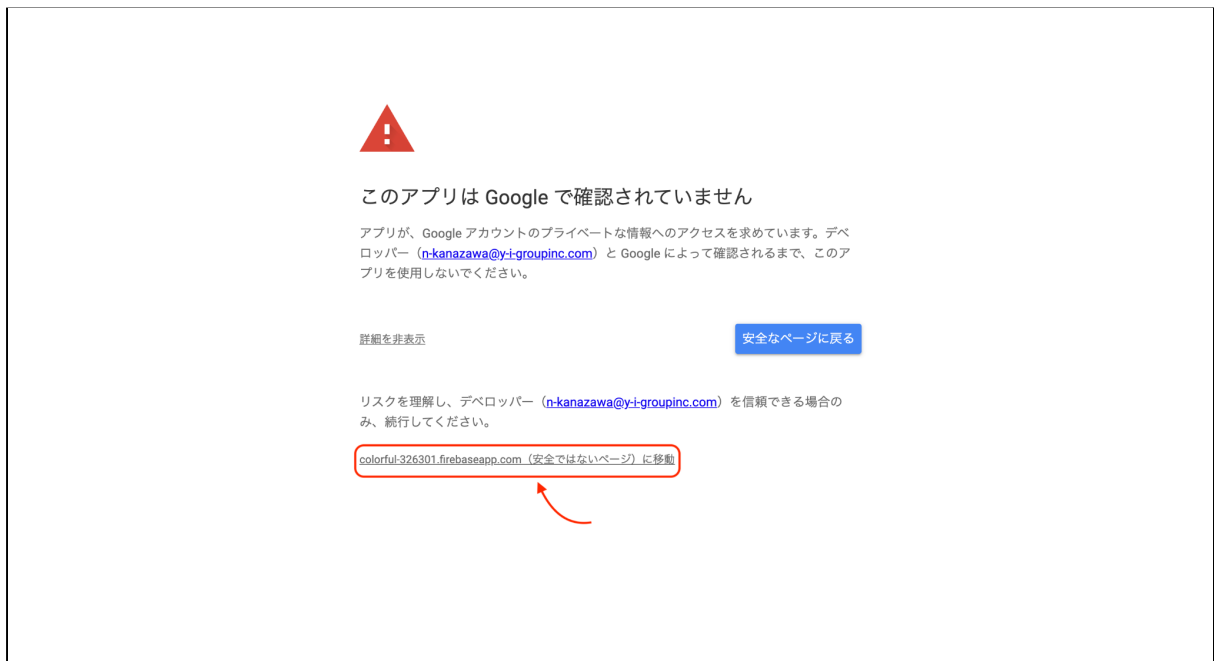 このアプリは Google で確認されていません
アプリが、Google アカウントのプライベートな情報へのアクセスを求めています。デベ
ロッパー（n-kanazawa@y-i-groupinc.com）と Google によって確認されるまで、このア
プリを使用しないでください。
詳細を非表示
安全なページに戻る
リスクを理解し、デベロッパー（n-kanazawa@y-i-groupinc.com）を信頼できる場合の
み、続行してください。
colorful-326301.firebaseapp.com（安全ではないページ）に移動